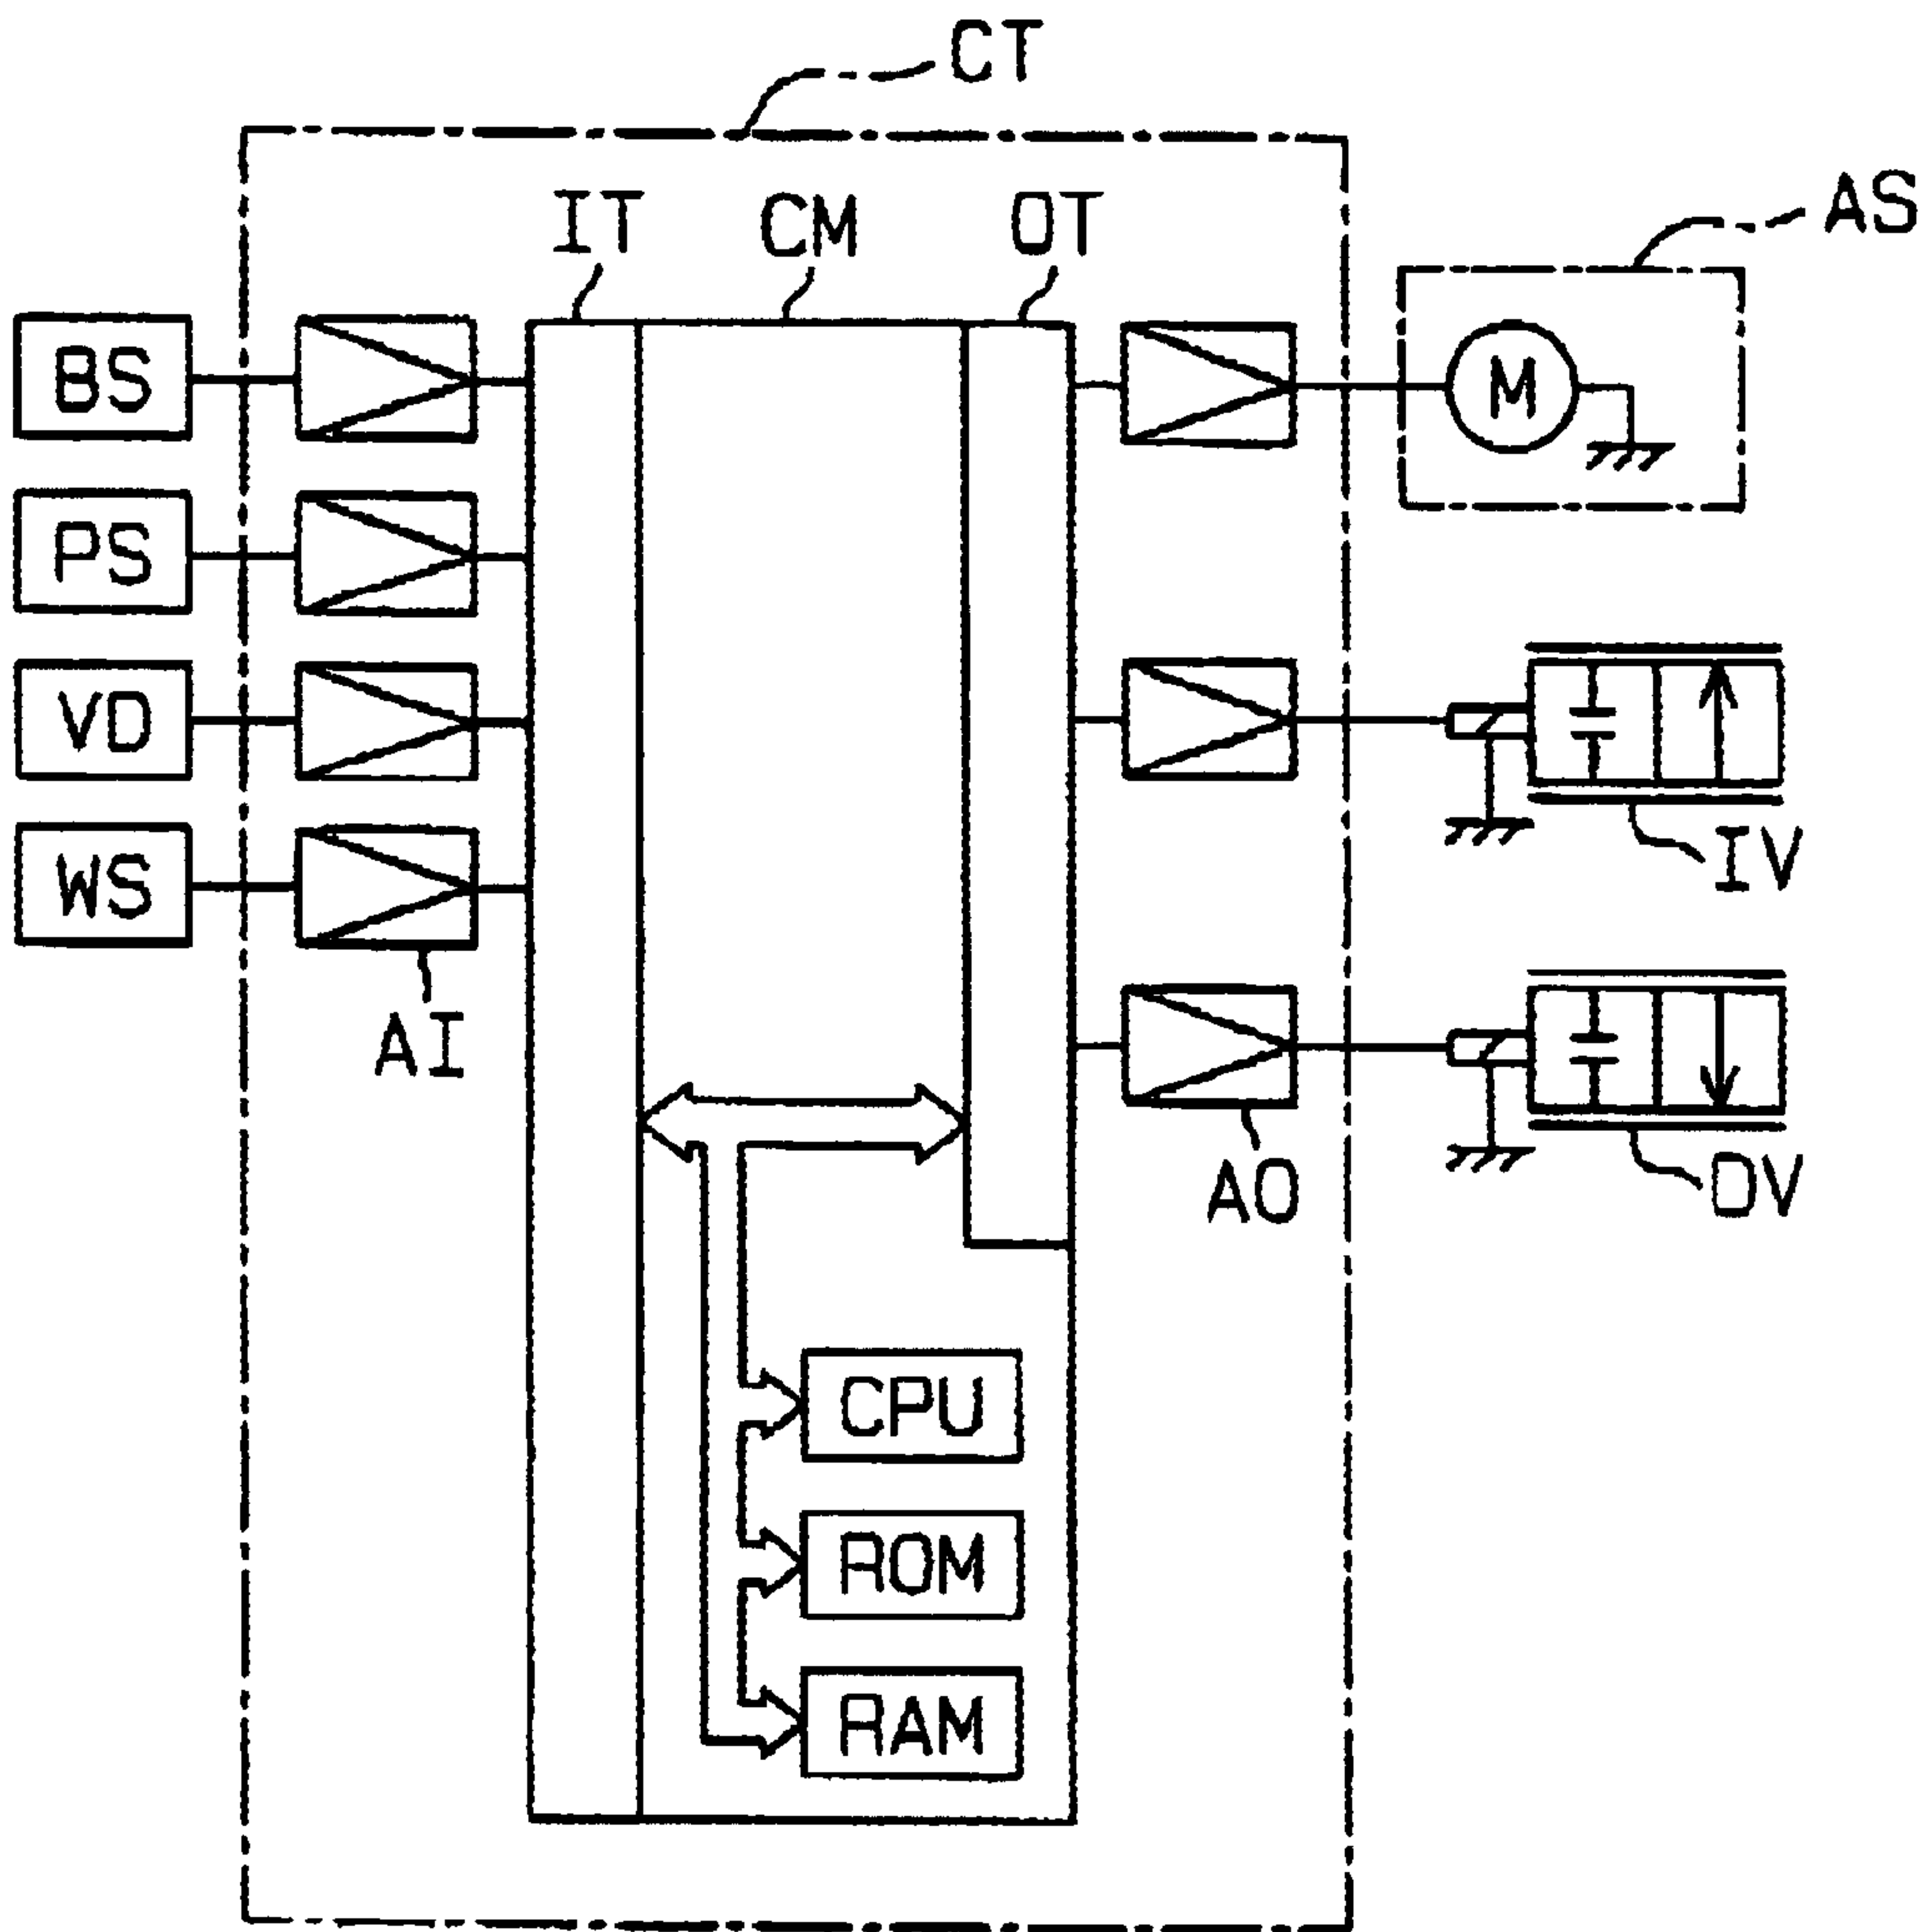 CT
IT CM OT AS
BS
M
PS
VD
IV
WS
AI
AO
DV
CPU
ROM
RAM